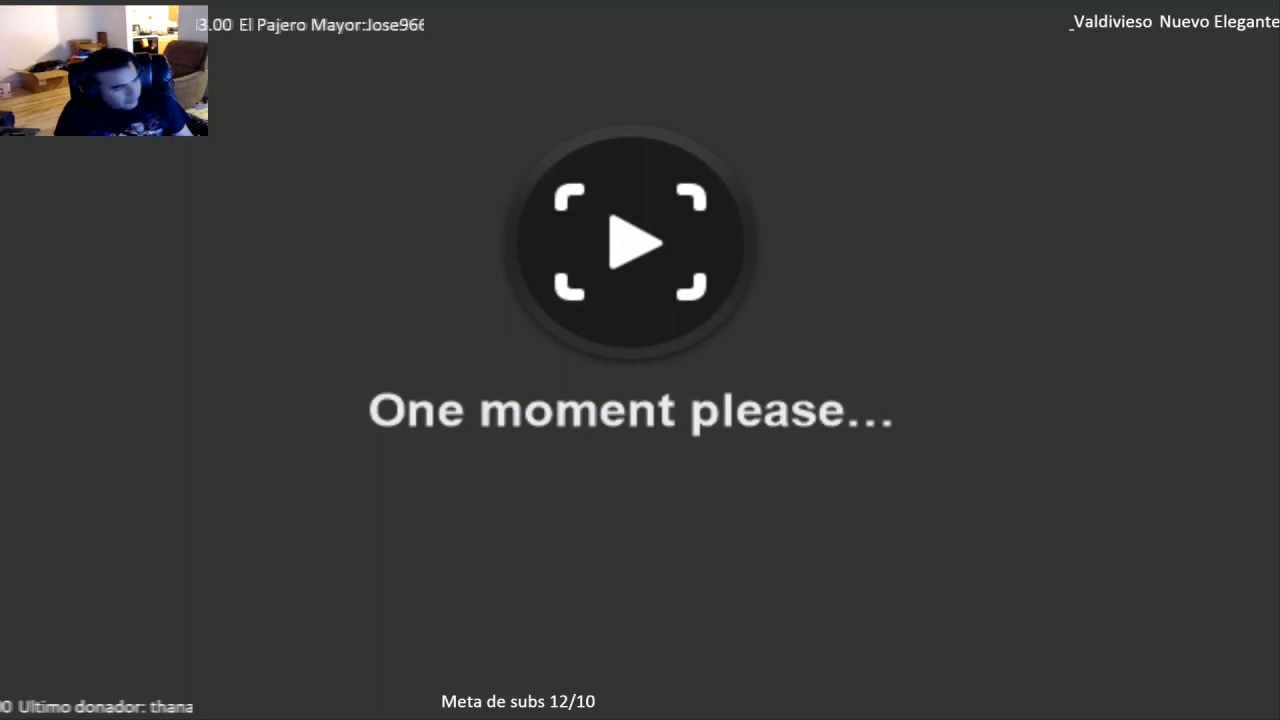 3.00 El Pajero Mayor:Jose966
_Valdivieso Nuevo Elegante
One moment please...
00 Ultimo donador: thana
Meta de subs 12/10